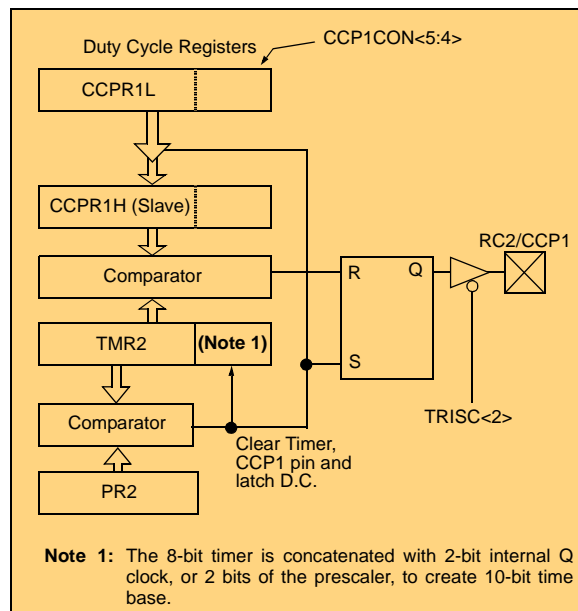 Duty Cycle Registers
CCP1CON<5:4>
CCPR1L
CCPR1H (Slave)
Comparator
R
Q
RC2/CCP1
TMR2
(Note 1)
S
Comparator
TRISC<2>
Clear Timer,
CCP1 pin and
latch D.C.
PR2
Note 1: The 8-bit timer is concatenated with 2-bit internal Q
clock, or 2 bits of the prescaler, to create 10-bit time
base.